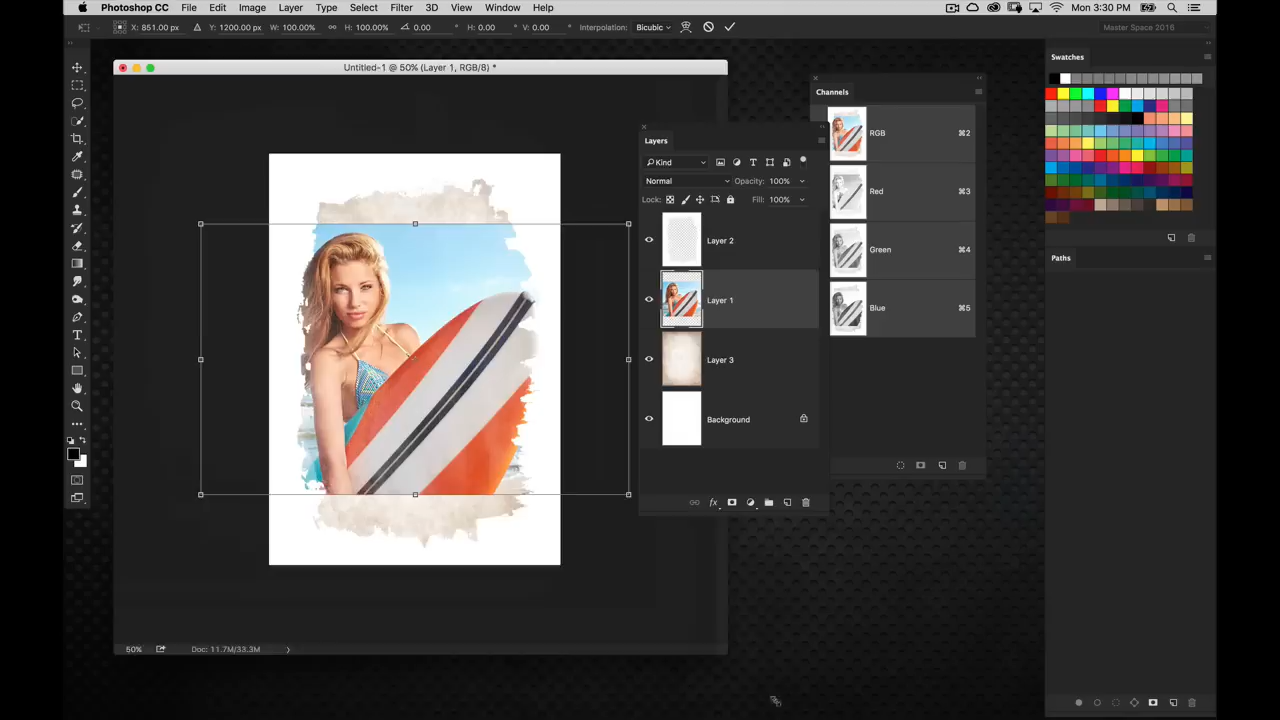 Photoshop CC File Edit Image Layer Type Select Filter 3D View Window Help Mon 3:30 PM
X: 851.00 px Y: 1200.00 px W: 100.00% H: 100.00% 0.00 H: 0.00 V: 0.00 Interpolation: Bicubic Master Space 2016
Untitled-1 @ 50% (Layer 1, RGB/8) *
Swatches
Channels
RGB ⌘2
Red ⌘3
Green ⌘4
Blue ⌘5
Layers
Kind
Normal Opacity: 100%
Lock: Fill: 100%
Layer 2
Layer 1
Layer 3
Background
fx
Paths
50% Doc: 11.7M/33.3M